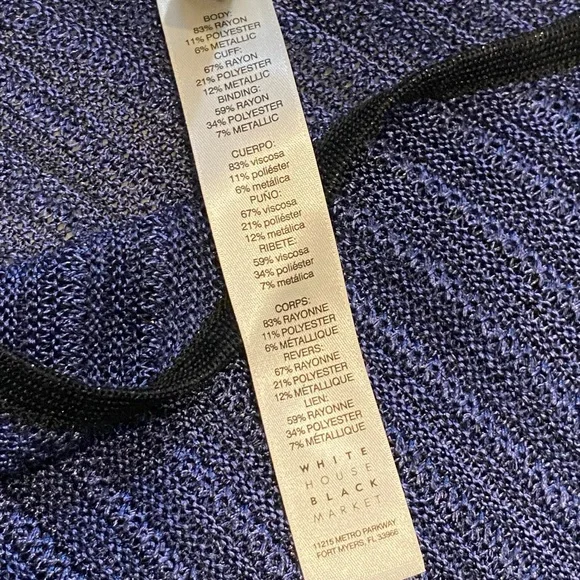 BODY:
83% RAYON
11% POLYESTER
6% METALLIC
CUFF:
67% RAYON
21% POLYESTER
12% METALLIC
BINDING:
59% RAYON
34% POLYESTER
7% METALLIC
CUERPO:
83% viscosa
11% poliéster
6% metálica
PUÑO:
67% viscosa
21% poliéster
12% metálica
RIBETE:
59% viscosa
34% poliéster
7% metálica
CORPS:
83% RAYONNE
11% POLYESTER
6% MÉTALLIQUE
REVERS:
67% RAYONNE
21% POLYESTER
12% MÉTALLIQUE
LIEN:
59% RAYONNE
34% POLYESTER
7% MÉTALLIQUE
WHITE
HOUSE
BLACK
MARKET
11215 METRO PARKWAY
FORT MYERS, FL 33966